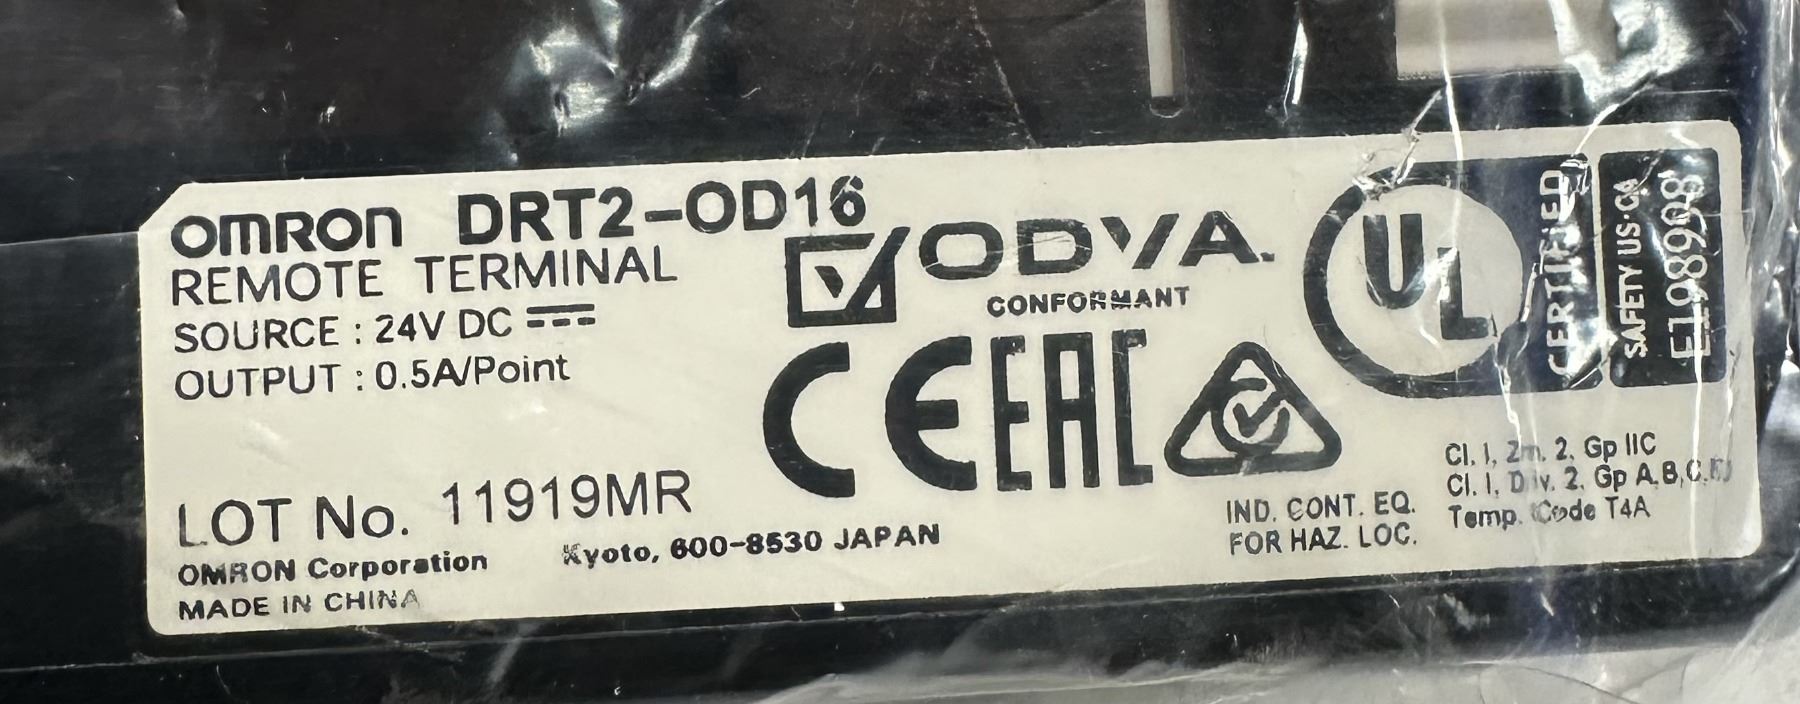 OMRON DRT2-OD16
REMOTE TERMINAL
SOURCE : 24V DC
OUTPUT : 0.5A/Point
LOT No. 11919MR
OMRON Corporation Kyoto, 600-8530 JAPAN
MADE IN CHINA
ODVA
CONFORMANT
CE EAC
UL
CERTIFIED
SAFETY US·CA
E198698
IND. CONT. EQ.
FOR HAZ. LOC.
Cl. I, Zn. 2, Gp IIC
Cl. I, Div. 2, Gp A,B,C,D
Temp. Code T4A